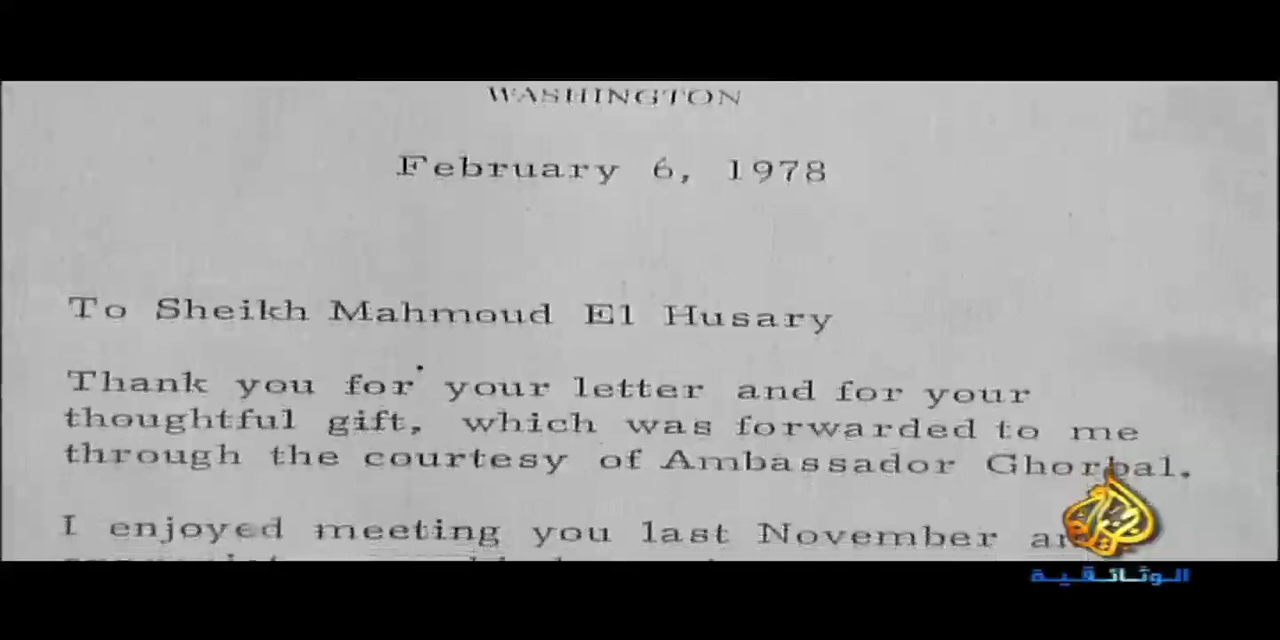 WASHINGTON
February 6, 1978
To Sheikh Mahmoud El Husary
Thank you for your letter and for your
thoughtful gift, which was forwarded to me
through the courtesy of Ambassador Ghorbal.
I enjoyed meeting you last November
الجزيرة
الوثائقية